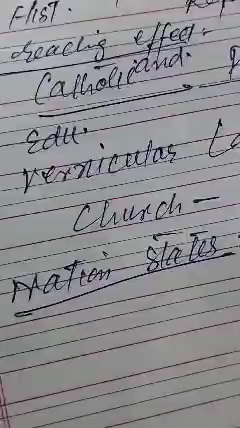 First.
reaching effect.
Catholic and.
Edu.
Vernicular
Church -
Nation States